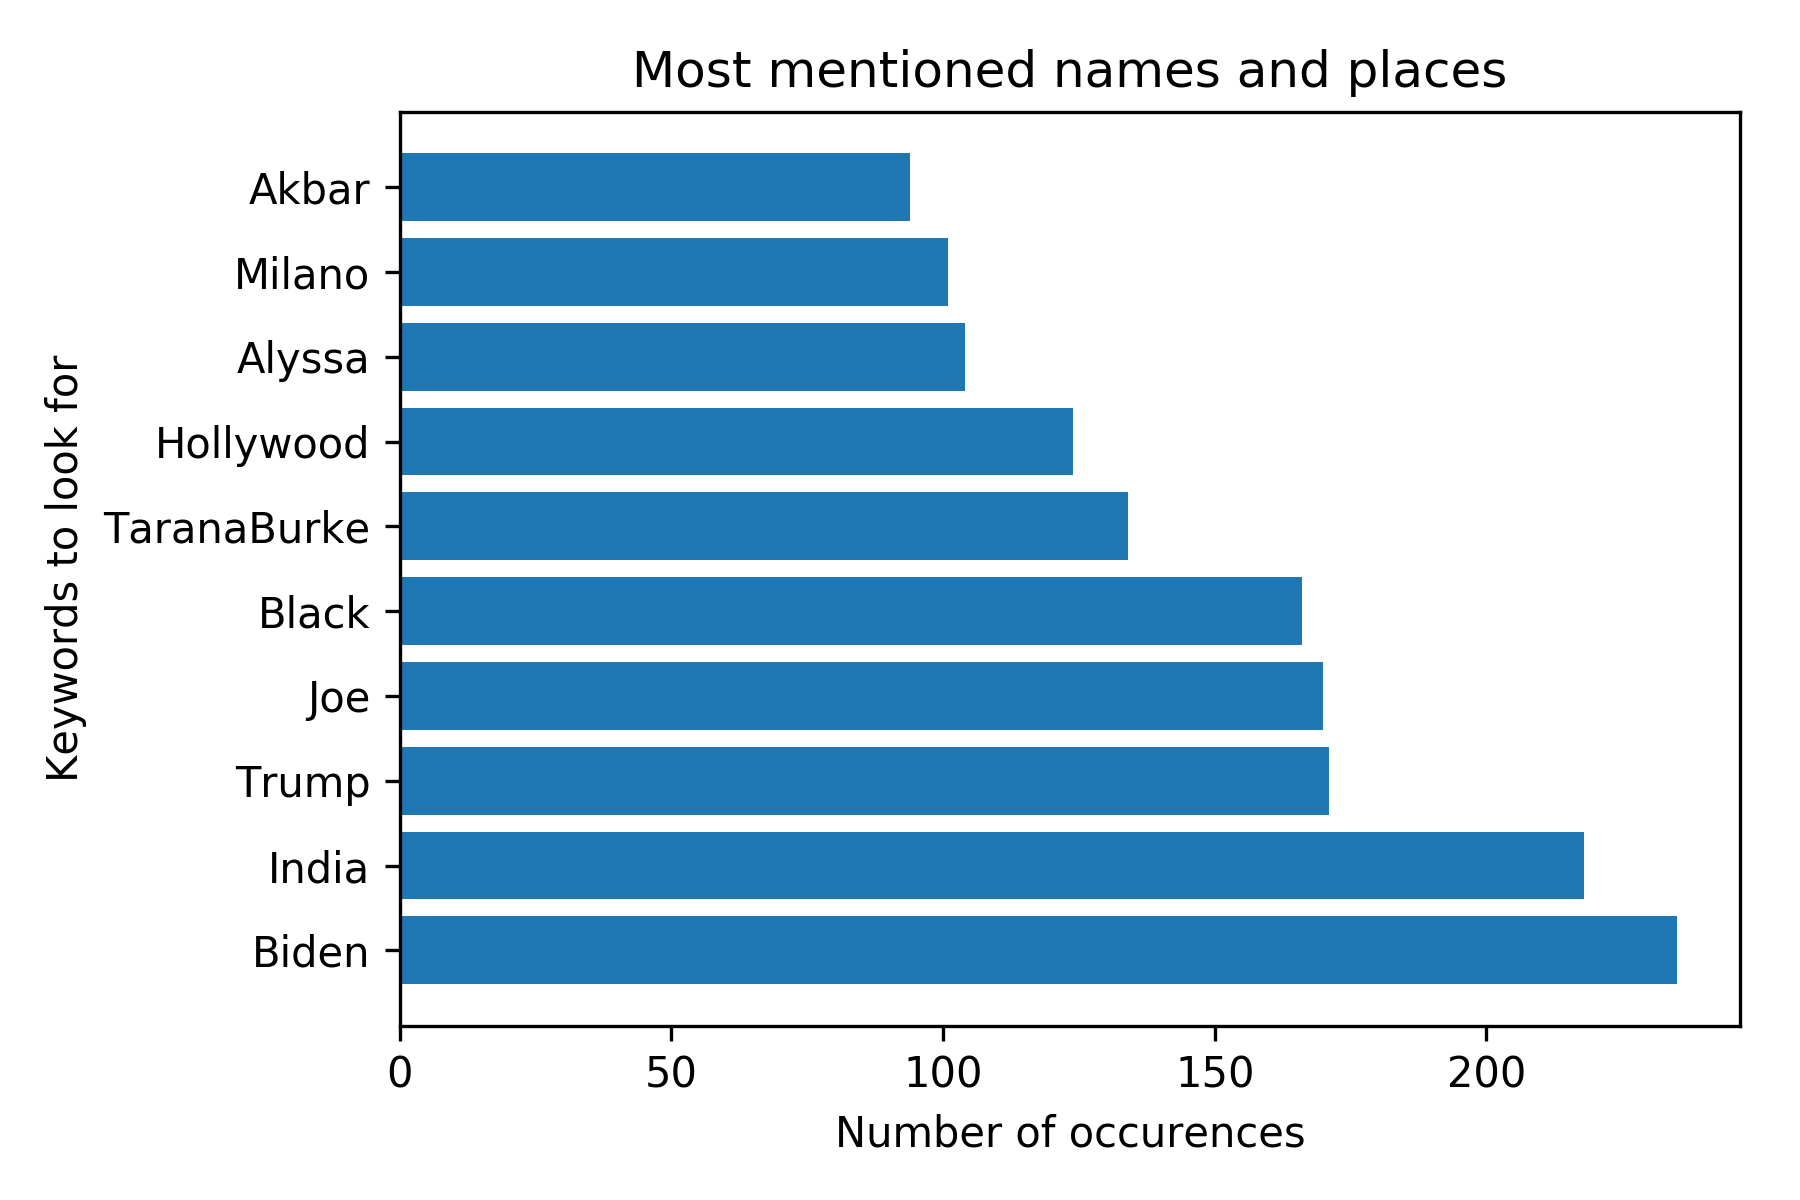 Most mentioned names and places
Keywords to look for
Akbar
Milano
Alyssa
Hollywood
TaranaBurke
Black
Joe
Trump
India
Biden
0 50 100 150 200
Number of occurences